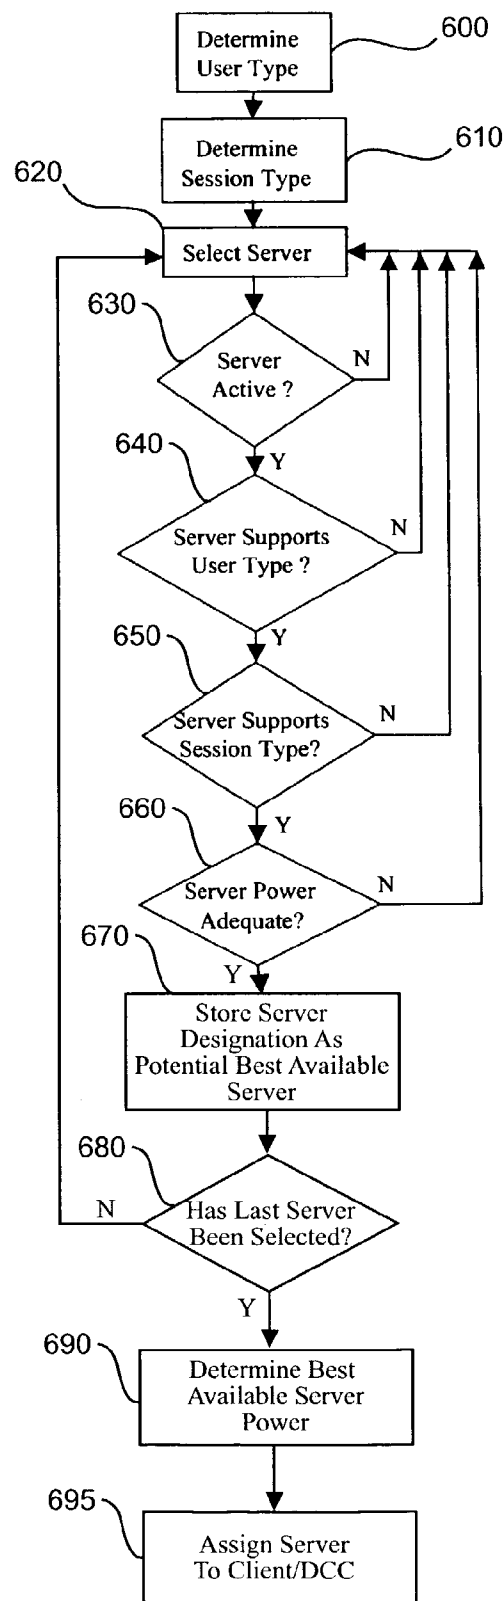 600
Determine
User Type
610
Determine
Session Type
620
Select Server
630
Server
Active ?
N
Y
640
Server Supports
User Type ?
N
Y
650
Server Supports
Session Type?
N
Y
660
Server Power
Adequate?
N
Y
670
Store Server
Designation As
Potential Best Available
Server
680
Has Last Server
Been Selected?
N
Y
690
Determine Best
Available Server
Power
695
Assign Server
To Client/DCC